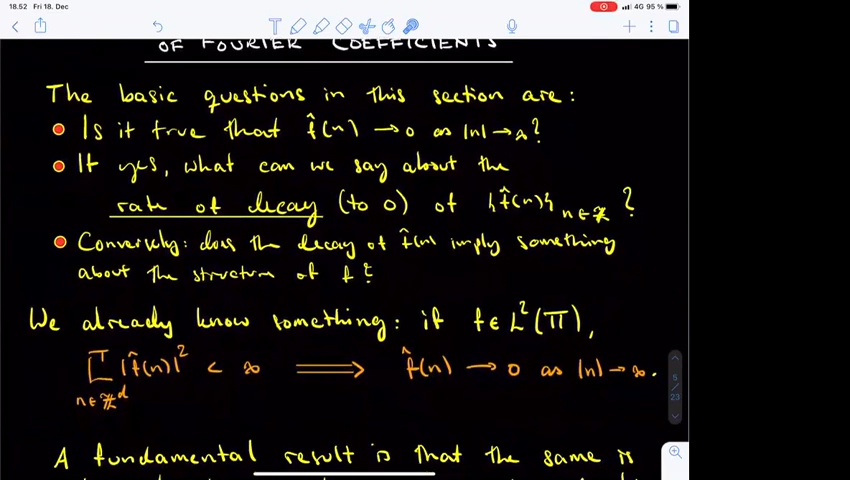 18.52 Fri 18. Dec
4G 95 %
OF FOURIER COEFFICIENTS
The basic questions in this section are:
Is it true that f̂(n) → 0 as |n| → ∞?
If yes, what can we say about the
rate of decay (to 0) of {f̂(n)}n∈ℤ ?
Conversely: does the decay of f̂(n) imply something
about the structure of f?
We already know something: if f ∈ L²(𝕋),
∑ |f̂(n)|² < ∞ ⟹ f̂(n) → 0 as |n| → ∞.
n∈ℤᵈ
5
/
23
A fundamental result is that the same is